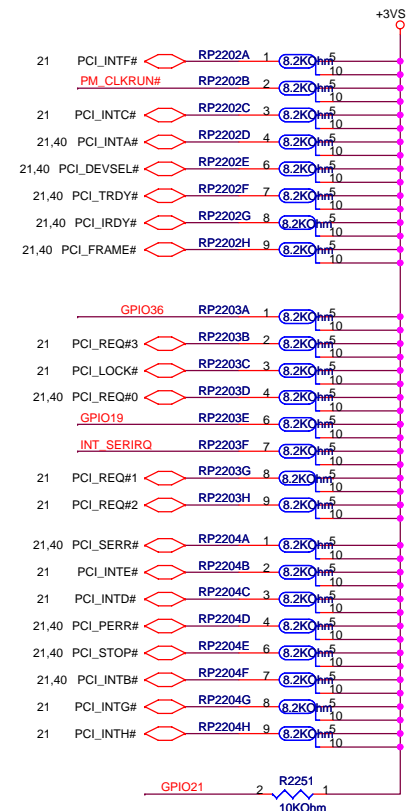 +3VS
21 PCI_INTF# RP2202A 1 8.2KOhm 5
10
PM_CLKRUN# RP2202B 2 8.2KOhm 5
10
21 PCI_INTC# RP2202C 3 8.2KOhm 5
10
21,40 PCI_INTA# RP2202D 4 8.2KOhm 5
10
21,40 PCI_DEVSEL# RP2202E 6 8.2KOhm 5
10
21,40 PCI_TRDY# RP2202F 7 8.2KOhm 5
10
21,40 PCI_IRDY# RP2202G 8 8.2KOhm 5
10
21,40 PCI_FRAME# RP2202H 9 8.2KOhm 5
10
GPIO36 RP2203A 1 8.2KOhm 5
10
21 PCI_REQ#3 RP2203B 2 8.2KOhm 5
10
21 PCI_LOCK# RP2203C 3 8.2KOhm 5
10
21,40 PCI_REQ#0 RP2203D 4 8.2KOhm 5
10
GPIO19 RP2203E 6 8.2KOhm 5
10
INT_SERIRQ RP2203F 7 8.2KOhm 5
10
21 PCI_REQ#1 RP2203G 8 8.2KOhm 5
10
21 PCI_REQ#2 RP2203H 9 8.2KOhm 5
10
21,40 PCI_SERR# RP2204A 1 8.2KOhm 5
10
21 PCI_INTE# RP2204B 2 8.2KOhm 5
10
21 PCI_INTD# RP2204C 3 8.2KOhm 5
10
21,40 PCI_PERR# RP2204D 4 8.2KOhm 5
10
21,40 PCI_STOP# RP2204E 6 8.2KOhm 5
10
21,40 PCI_INTB# RP2204F 7 8.2KOhm 5
10
21 PCI_INTG# RP2204G 8 8.2KOhm 5
10
21 PCI_INTH# RP2204H 9 8.2KOhm 5
10
GPIO21 2 R2251 1
10KOhm